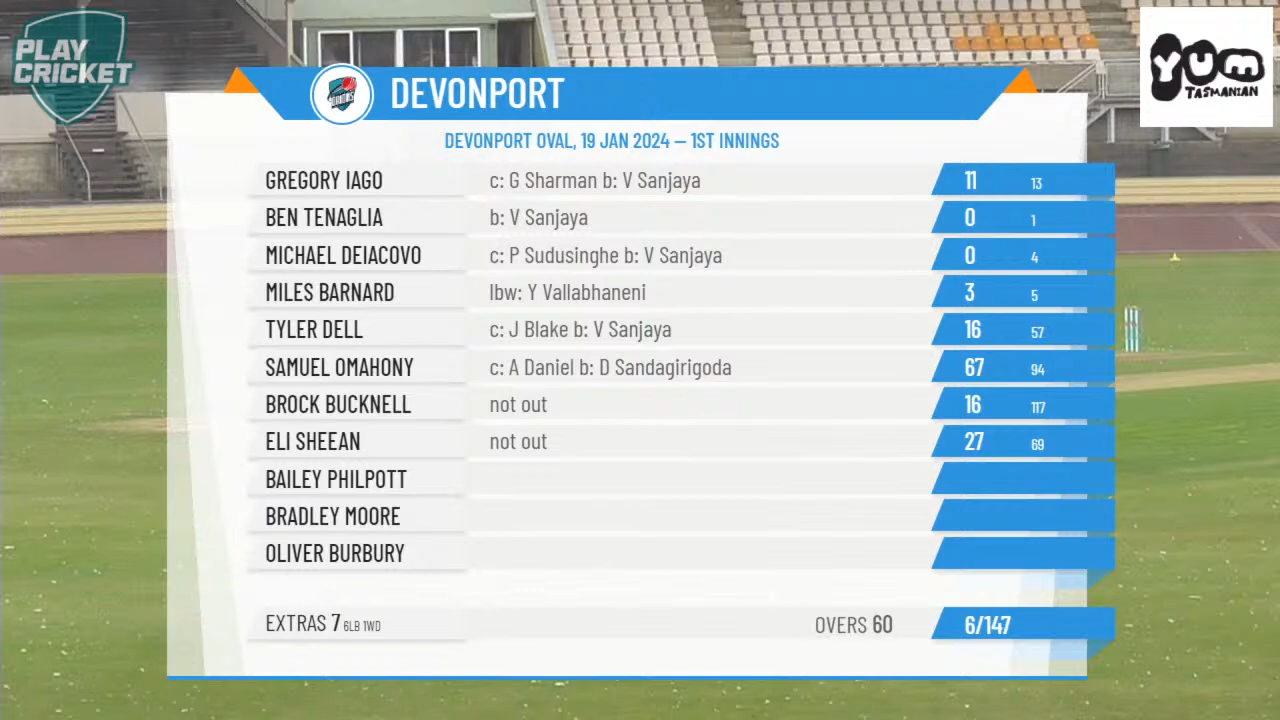 PLAY
CRICKET
YUM
TASMANIAN
DEVONPORT
DEVONPORT OVAL, 19 JAN 2024 – 1ST INNINGS
GREGORY IAGO c: G Sharman b: V Sanjaya 11 13
BEN TENAGLIA b: V Sanjaya 0 1
MICHAEL DEIACOVO c: P Sudusinghe b: V Sanjaya 0 4
MILES BARNARD lbw: Y Vallabhaneni 3 5
TYLER DELL c: J Blake b: V Sanjaya 16 57
SAMUEL OMAHONY c: A Daniel b: D Sandagirigoda 67 94
BROCK BUCKNELL not out 16 117
ELI SHEEAN not out 27 69
BAILEY PHILPOTT
BRADLEY MOORE
OLIVER BURBURY
EXTRAS 7 6LB 1WD OVERS 60 6/147